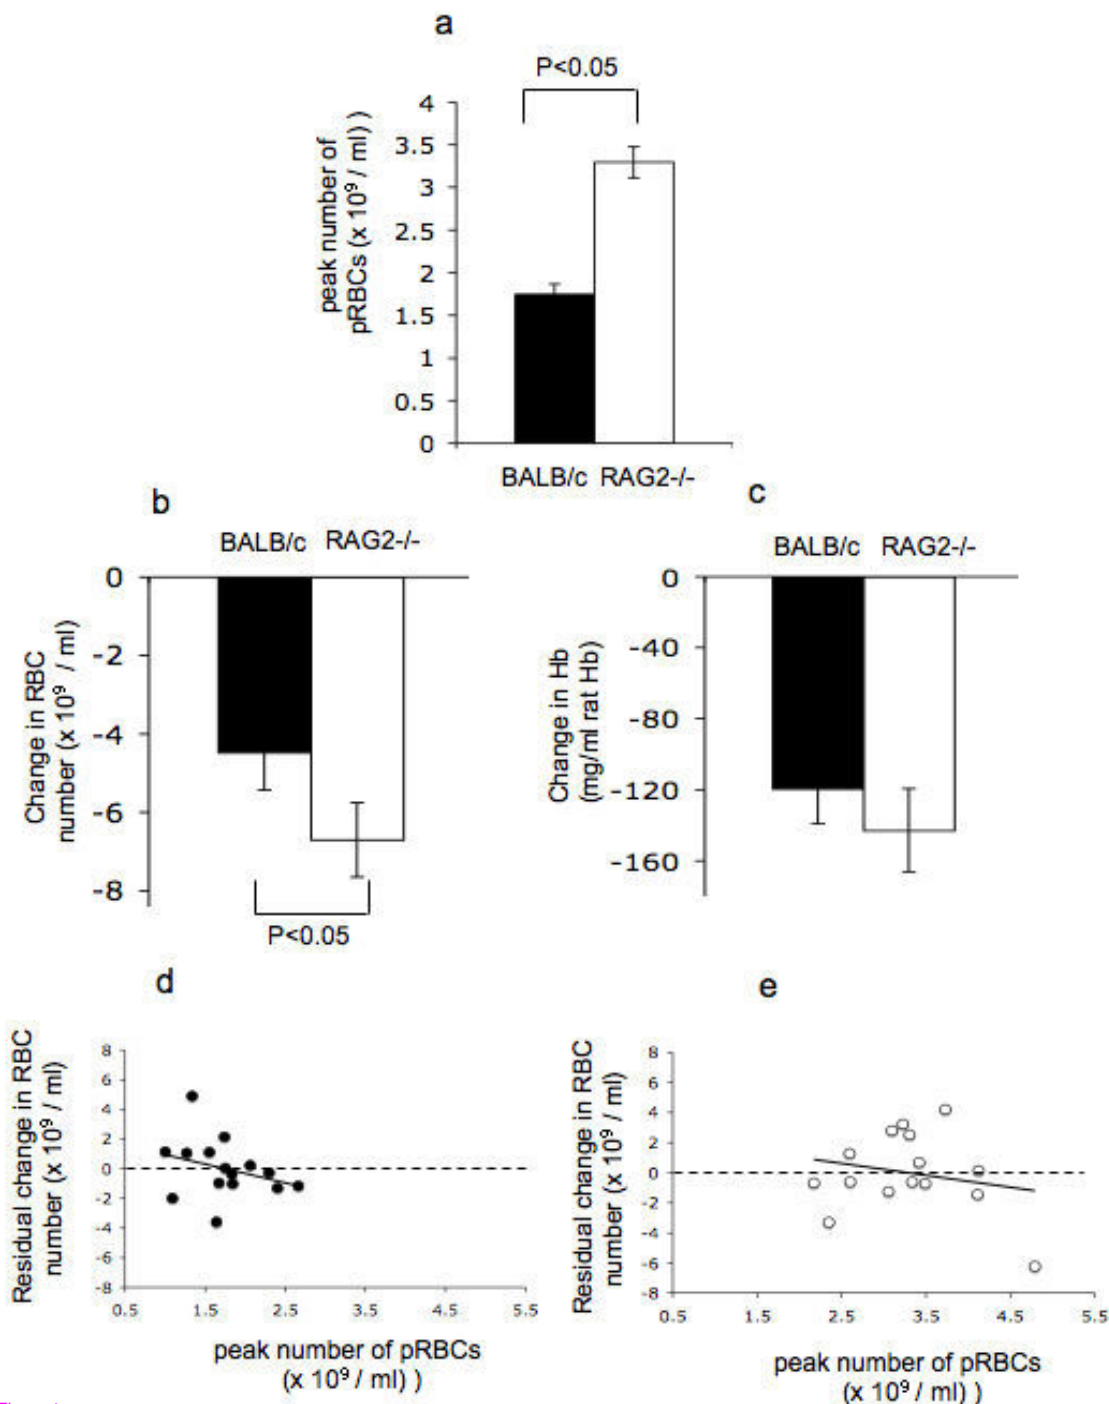 a
P<0.05
peak number of
pRBCs (x 10⁹ / ml) )
4
3.5
3
2.5
2
1.5
1
0.5
0
BALB/c RAG2-/-
b
BALB/c RAG2-/-
Change in RBC
number (x 10⁹ / ml)
0
-2
-4
-6
-8
P<0.05
c
BALB/c RAG2-/-
Change in Hb
(mg/ml rat Hb)
0
-40
-80
-120
-160
d
Residual change in RBC
number (x 10⁹ / ml)
8
6
4
2
0
-2
-4
-6
-8
0.5 1.5 2.5 3.5 4.5 5.5
peak number of pRBCs
(x 10⁹ / ml) )
e
Residual change in RBC
number (x 10⁹ / ml)
8
6
4
2
0
-2
-4
-6
-8
0.5 1.5 2.5 3.5 4.5 5.5
peak number of pRBCs
(x 10⁹ / ml) )